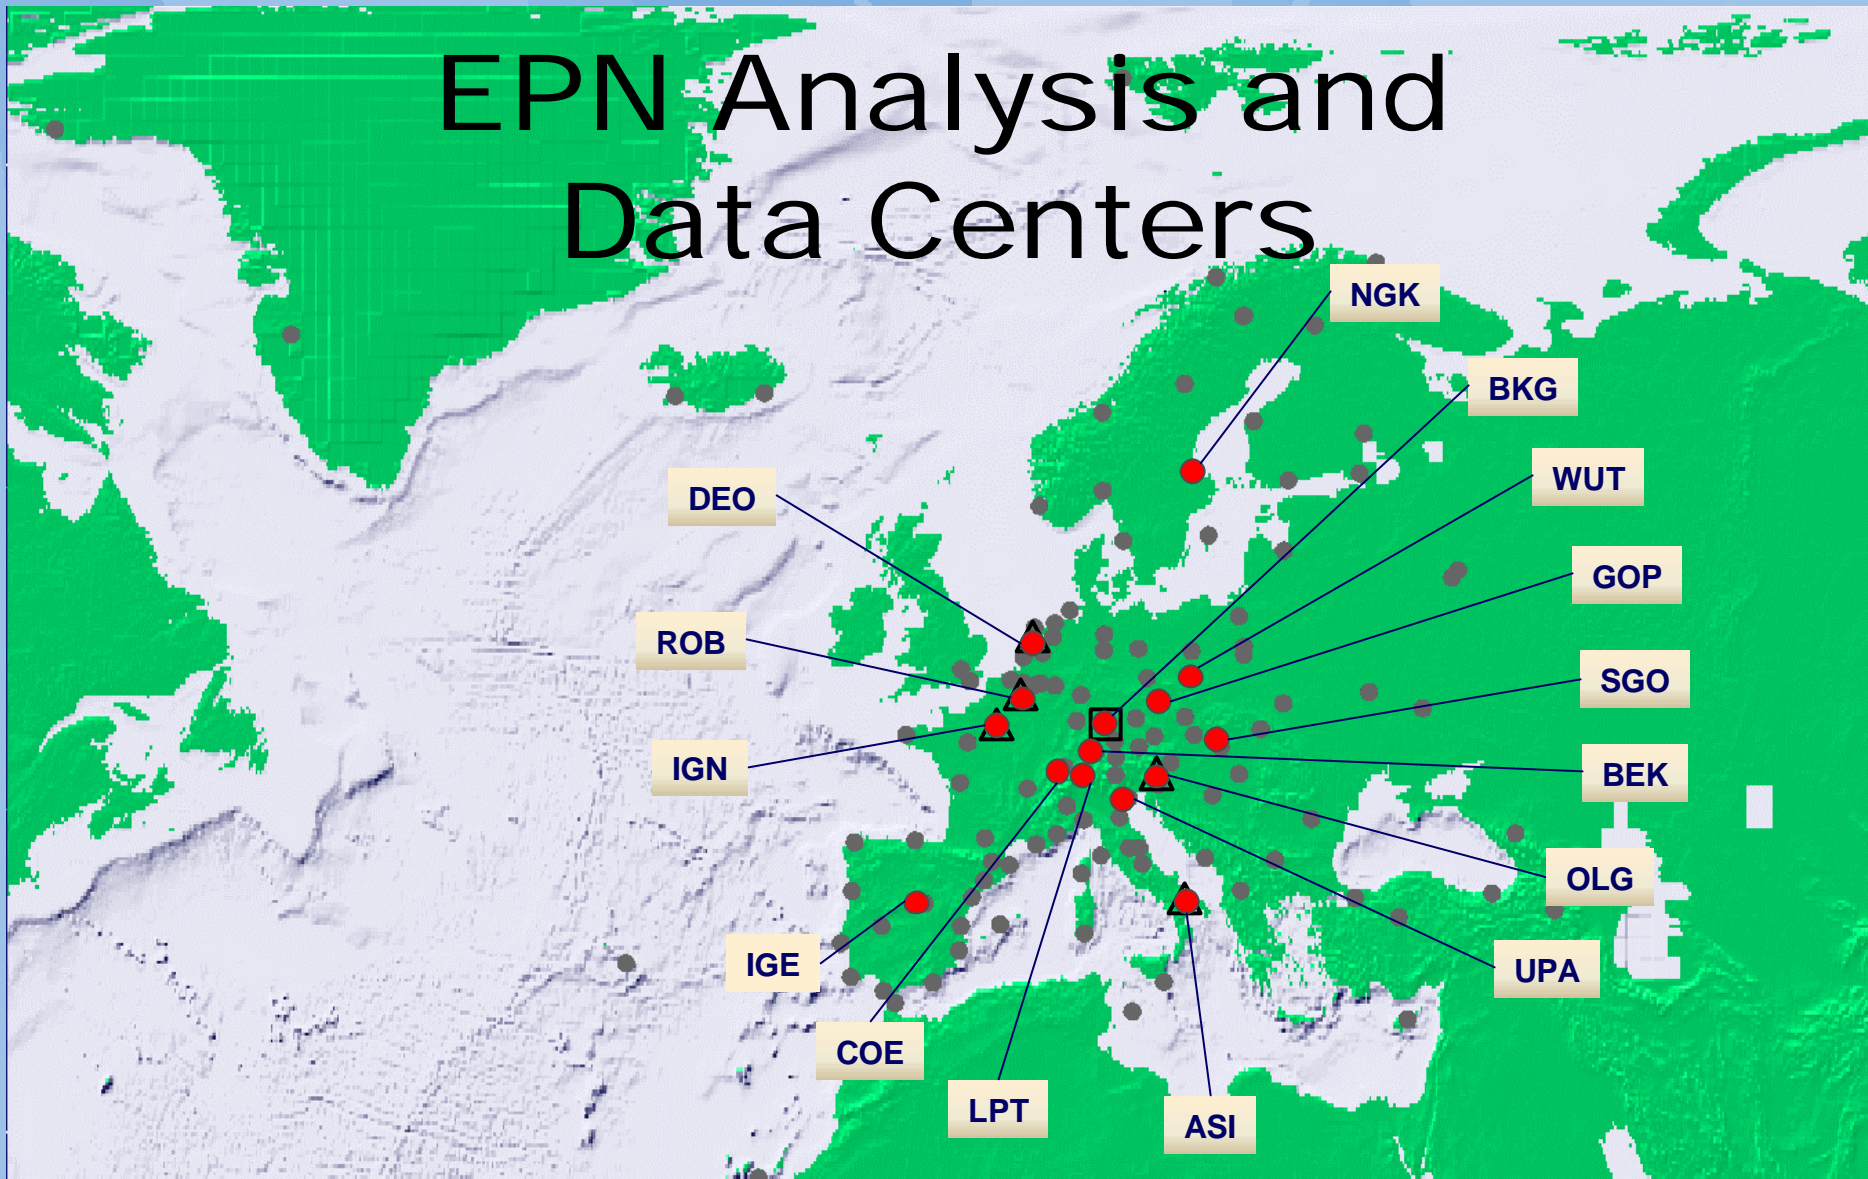 EPN Analysis and
Data Centers
NGK
BKG
WUT
DEO
GOP
ROB
SGO
IGN
BEK
OLG
IGE
UPA
COE
LPT
ASI